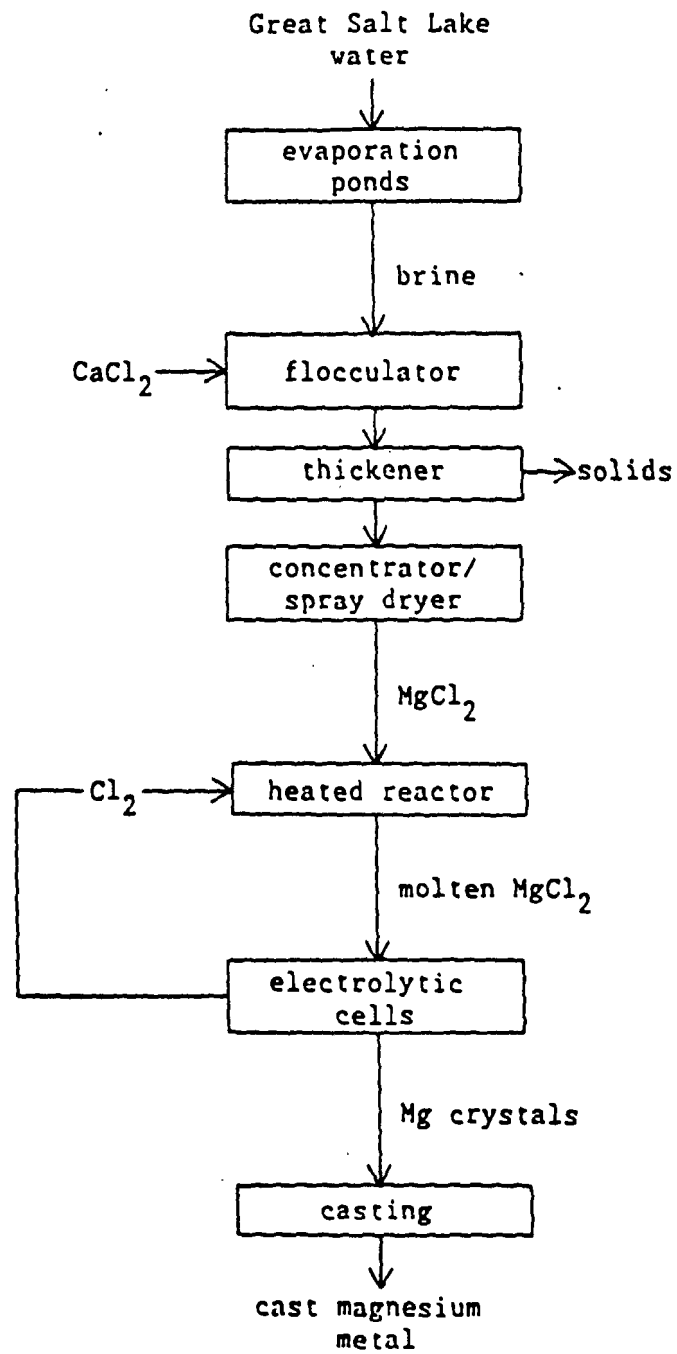 Great Salt Lake
water
evaporation
ponds
brine
CaCl2
flocculator
thickener
solids
concentrator/
spray dryer
MgCl2
Cl2
heated reactor
molten MgCl2
electrolytic
cells
Mg crystals
casting
cast magnesium
metal